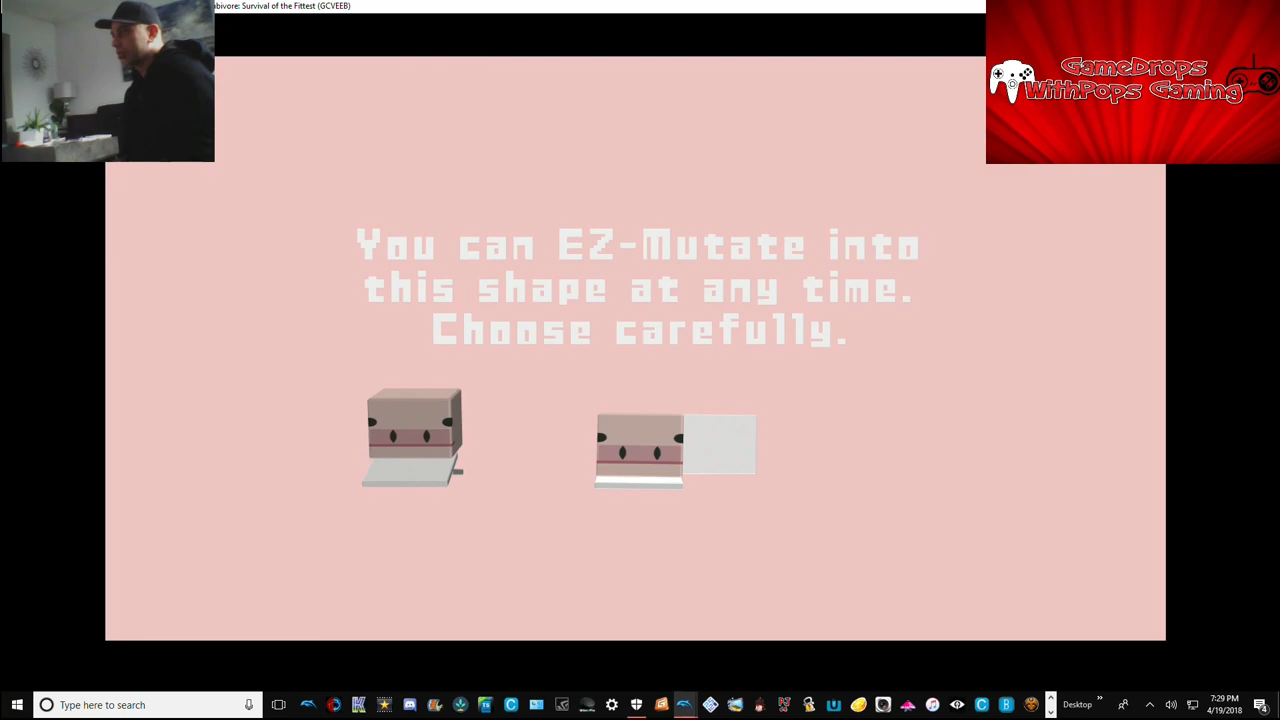 bivore: Survival of the Fittest (GCVEEB)
GameDrops
WithPops Gaming
You can EZ-Mutate into
this shape at any time.
Choose carefully.
Type here to search
Desktop
7:29 PM
4/19/2018